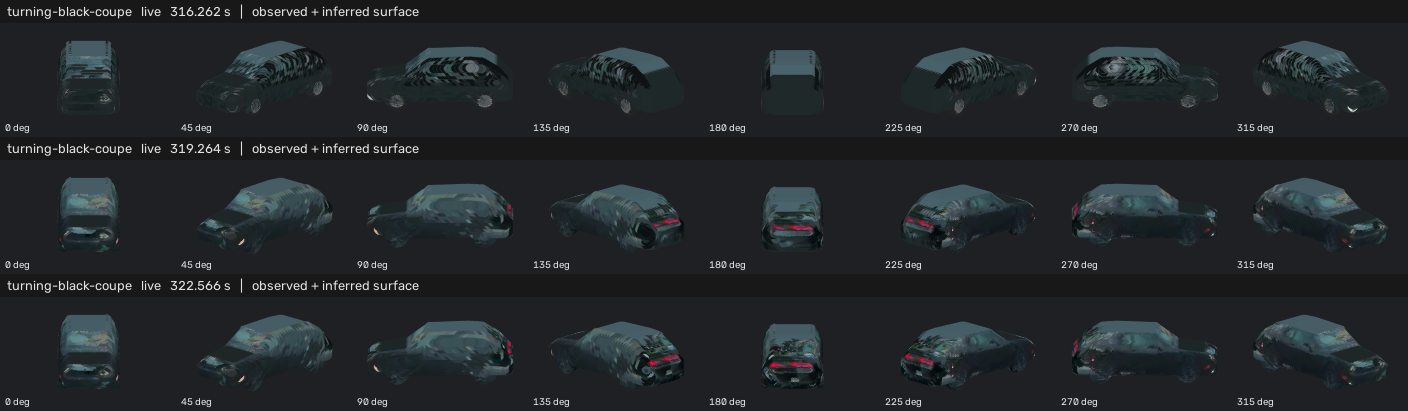 turning-black-coupe live 316.262 s | observed + inferred surface
0 deg 45 deg 90 deg 135 deg 180 deg 225 deg 270 deg 315 deg
turning-black-coupe live 319.264 s | observed + inferred surface
0 deg 45 deg 90 deg 135 deg 180 deg 225 deg 270 deg 315 deg
turning-black-coupe live 322.566 s | observed + inferred surface
0 deg 45 deg 90 deg 135 deg 180 deg 225 deg 270 deg 315 deg